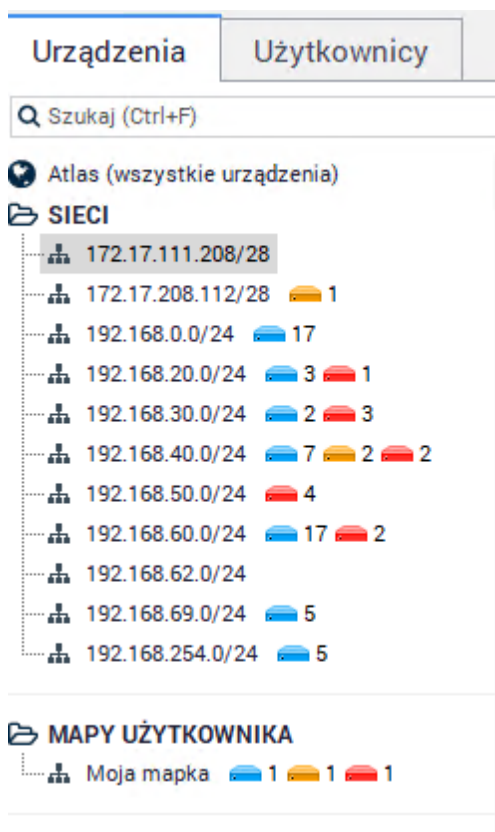 Urządzenia Użytkownicy
Szukaj (Ctrl+F)
Atlas (wszystkie urządzenia)
SIECI
172.17.111.208/28
172.17.208.112/28 1
192.168.0.0/24 17
192.168.20.0/24 3 1
192.168.30.0/24 2 3
192.168.40.0/24 7 2 2
192.168.50.0/24 4
192.168.60.0/24 17 2
192.168.62.0/24
192.168.69.0/24 5
192.168.254.0/24 5
MAPY UŻYTKOWNIKA
Moja mapka 1 1 1